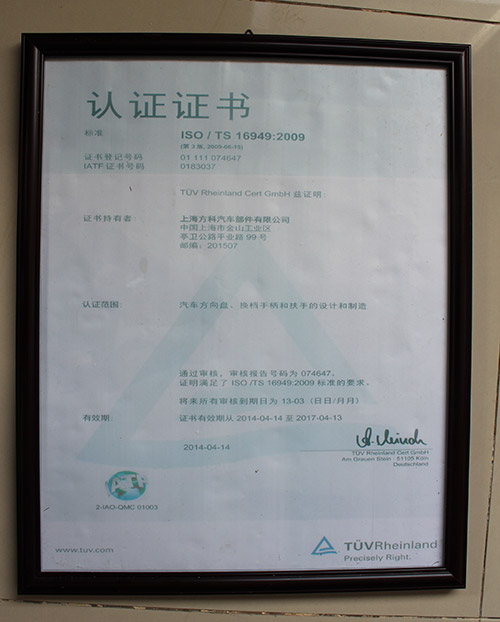 认证证书
标准 ISO / TS 16949:2009
(第 3 版, 2009-06-15)
证书登记号码 01 111 074647
IATF 证书号码 0183037
TÜV Rheinland Cert GmbH 兹证明:
证书持有者: 上海方科汽车部件有限公司
中国上海市金山工业区
亭卫公路平业路 99 号
邮编: 201507
认证范围: 汽车方向盘、换档手柄和扶手的设计和制造
通过审核, 审核报告号码为 074647,
证明满足了 ISO /TS 16949:2009 标准的要求。
将来所有审核到期日为 13-03 (日日/月月)
有效期: 证书有效期从 2014-04-14 至 2017-04-13
2014-04-14
TÜV Rheinland Cert GmbH
Am Grauen Stein · 51105 Köln
Deutschland
IATF
2-IAO-QMC 01003
www.tuv.com
TÜVRheinland
Precisely Right.